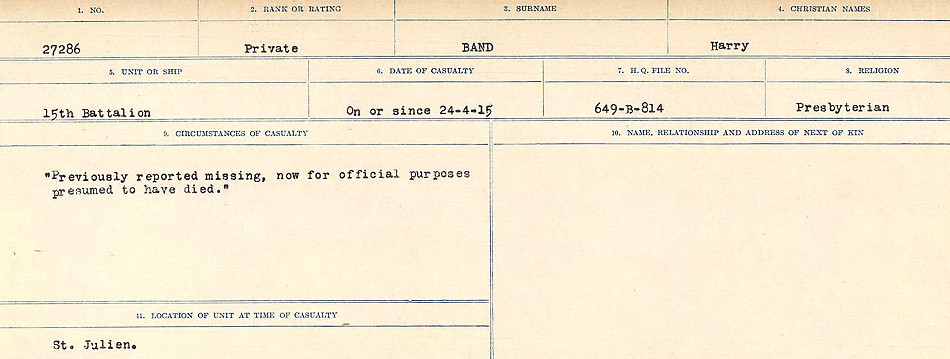 1. NO. 2. RANK OR RATING 3. SURNAME 4. CHRISTIAN NAMES
27286 Private BAND Harry
5. UNIT OR SHIP 6. DATE OF CASUALTY 7. H. Q. FILE NO. 8. RELIGION
15th Battalion On or since 24-4-15 649-B-814 Presbyterian
9. CIRCUMSTANCES OF CASUALTY 10. NAME, RELATIONSHIP AND ADDRESS OF NEXT OF KIN
"Previously reported missing, now for official purposes
presumed to have died."
11. LOCATION OF UNIT AT TIME OF CASUALTY
St. Julien.